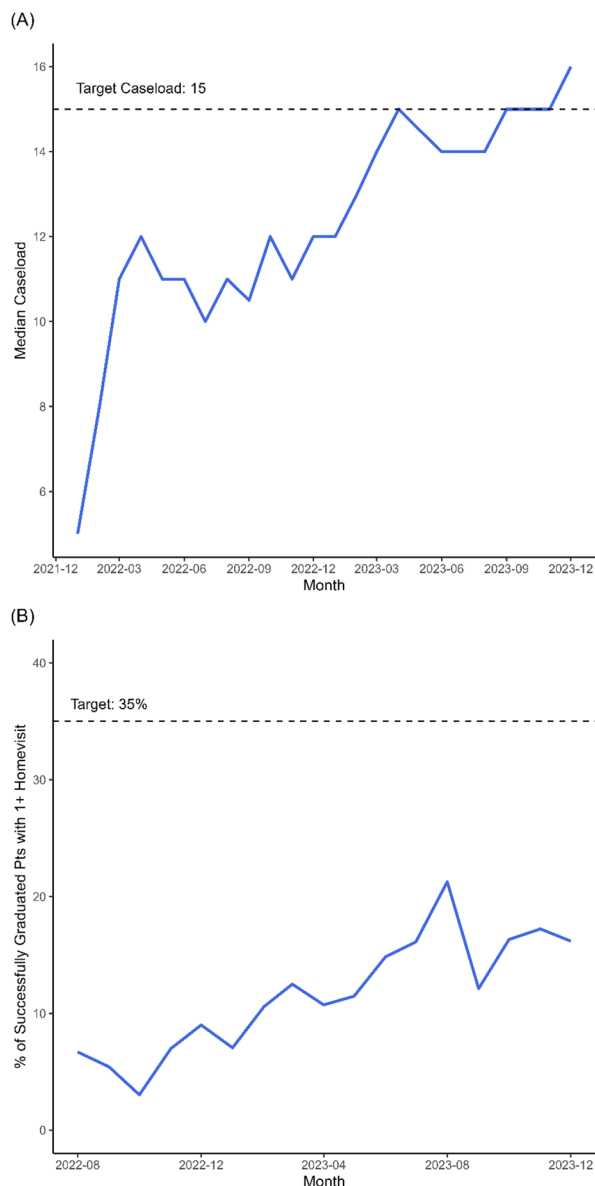 (A)
16
Target Caseload: 15
14
12
10
8
6
Median Caseload
2021-12 2022-03 2022-06 2022-09 2022-12 2023-03 2023-06 2023-09 2023-12
Month
(B)
40
Target: 35%
30
20
10
0
% of Successfully Graduated Pts with 1+ Homevisit
2022-08 2022-12 2023-04 2023-08 2023-12
Month